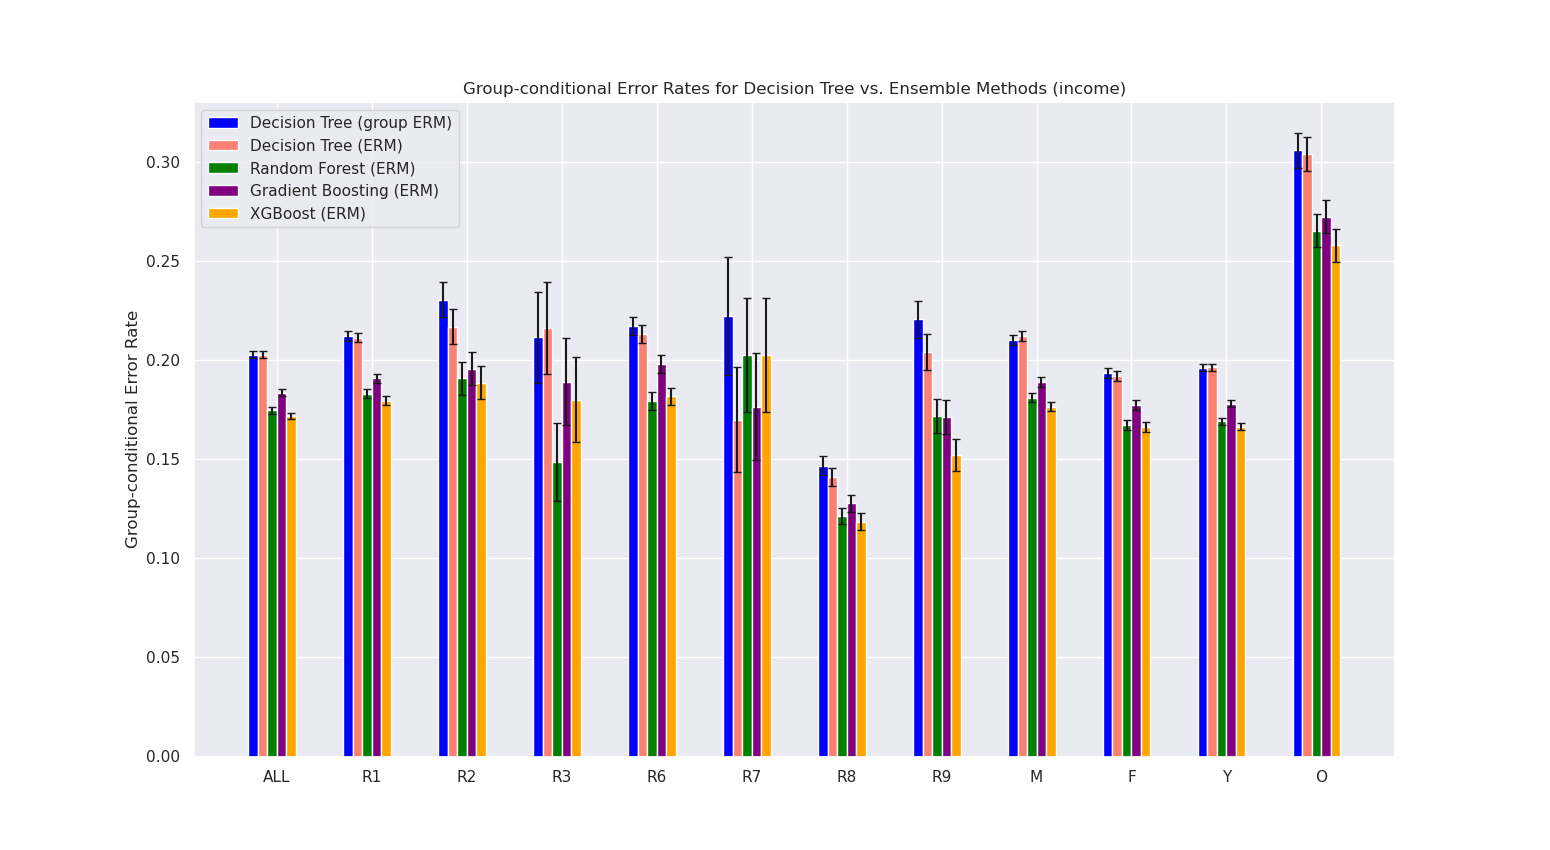 Group-conditional Error Rates for Decision Tree vs. Ensemble Methods (income)
Decision Tree (group ERM)
Decision Tree (ERM)
Random Forest (ERM)
Gradient Boosting (ERM)
XGBoost (ERM)
Group-conditional Error Rate
0.30
0.25
0.20
0.15
0.10
0.05
0.00
ALL R1 R2 R3 R6 R7 R8 R9 M F Y O